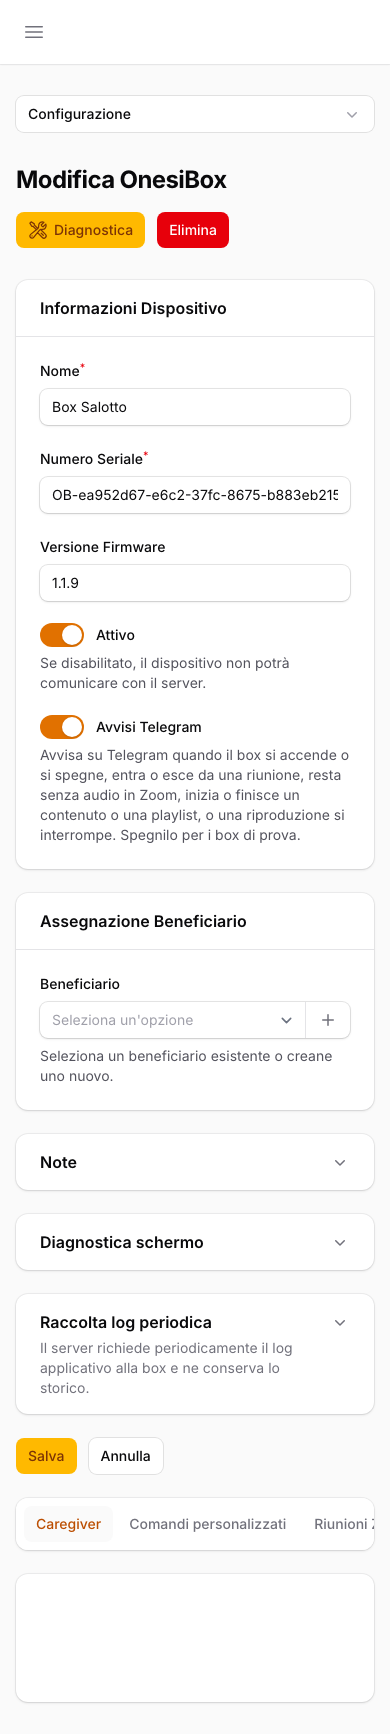 Configurazione
Modifica OnesiBox
Diagnostica
Elimina
Informazioni Dispositivo
Nome*
Box Salotto
Numero Seriale*
OB-ea952d67-e6c2-37fc-8675-b883eb215
Versione Firmware
1.1.9
Attivo
Se disabilitato, il dispositivo non potrà
comunicare con il server.
Avvisi Telegram
Avvisa su Telegram quando il box si accende o
si spegne, entra o esce da una riunione, resta
senza audio in Zoom, inizia o finisce un
contenuto o una playlist, o una riproduzione si
interrompe. Spegnilo per i box di prova.
Assegnazione Beneficiario
Beneficiario
Seleziona un'opzione
Seleziona un beneficiario esistente o creane
uno nuovo.
Note
Diagnostica schermo
Raccolta log periodica
Il server richiede periodicamente il log
applicativo alla box e ne conserva lo
storico.
Salva
Annulla
Caregiver
Comandi personalizzati
Riunioni